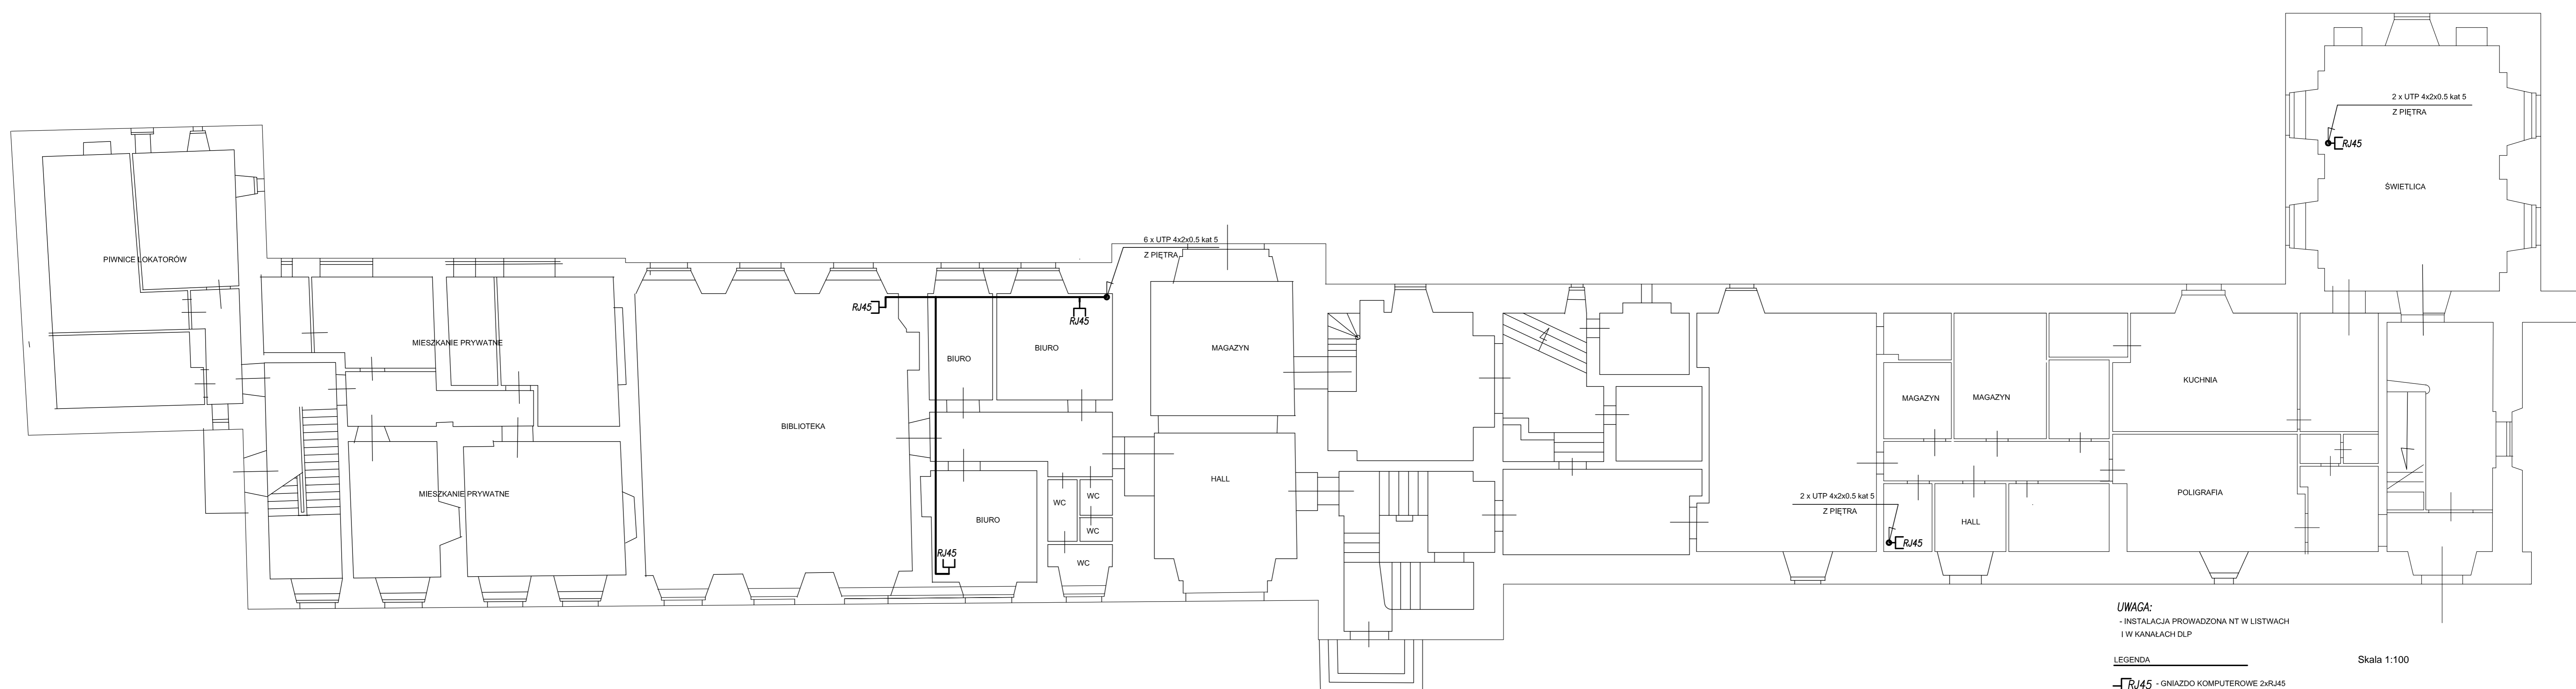 2 x UTP 4x2x0.5 kat 5
Z PIĘTRA
RJ45
ŚWIETLICA
PIWNICE LOKATORÓW
6 x UTP 4x2x0.5 kat 5
Z PIĘTRA
RJ45
RJ45
MIESZKANIE PRYWATNE
BIURO
BIURO
MAGAZYN
KUCHNIA
MAGAZYN
MAGAZYN
BIBLIOTEKA
HALL
MIESZKANIE PRYWATNE
POLIGRAFIA
WC
WC
2 x UTP 4x2x0.5 kat 5
Z PIĘTRA
BIURO
HALL
WC
RJ45
RJ45
WC
UWAGA:
- INSTALACJA PROWADZONA NT W LISTWACH
I W KANAŁACH DLP
LEGENDA
Skala 1:100
RJ45 - GNIAZDO KOMPUTEROWE 2xRJ45